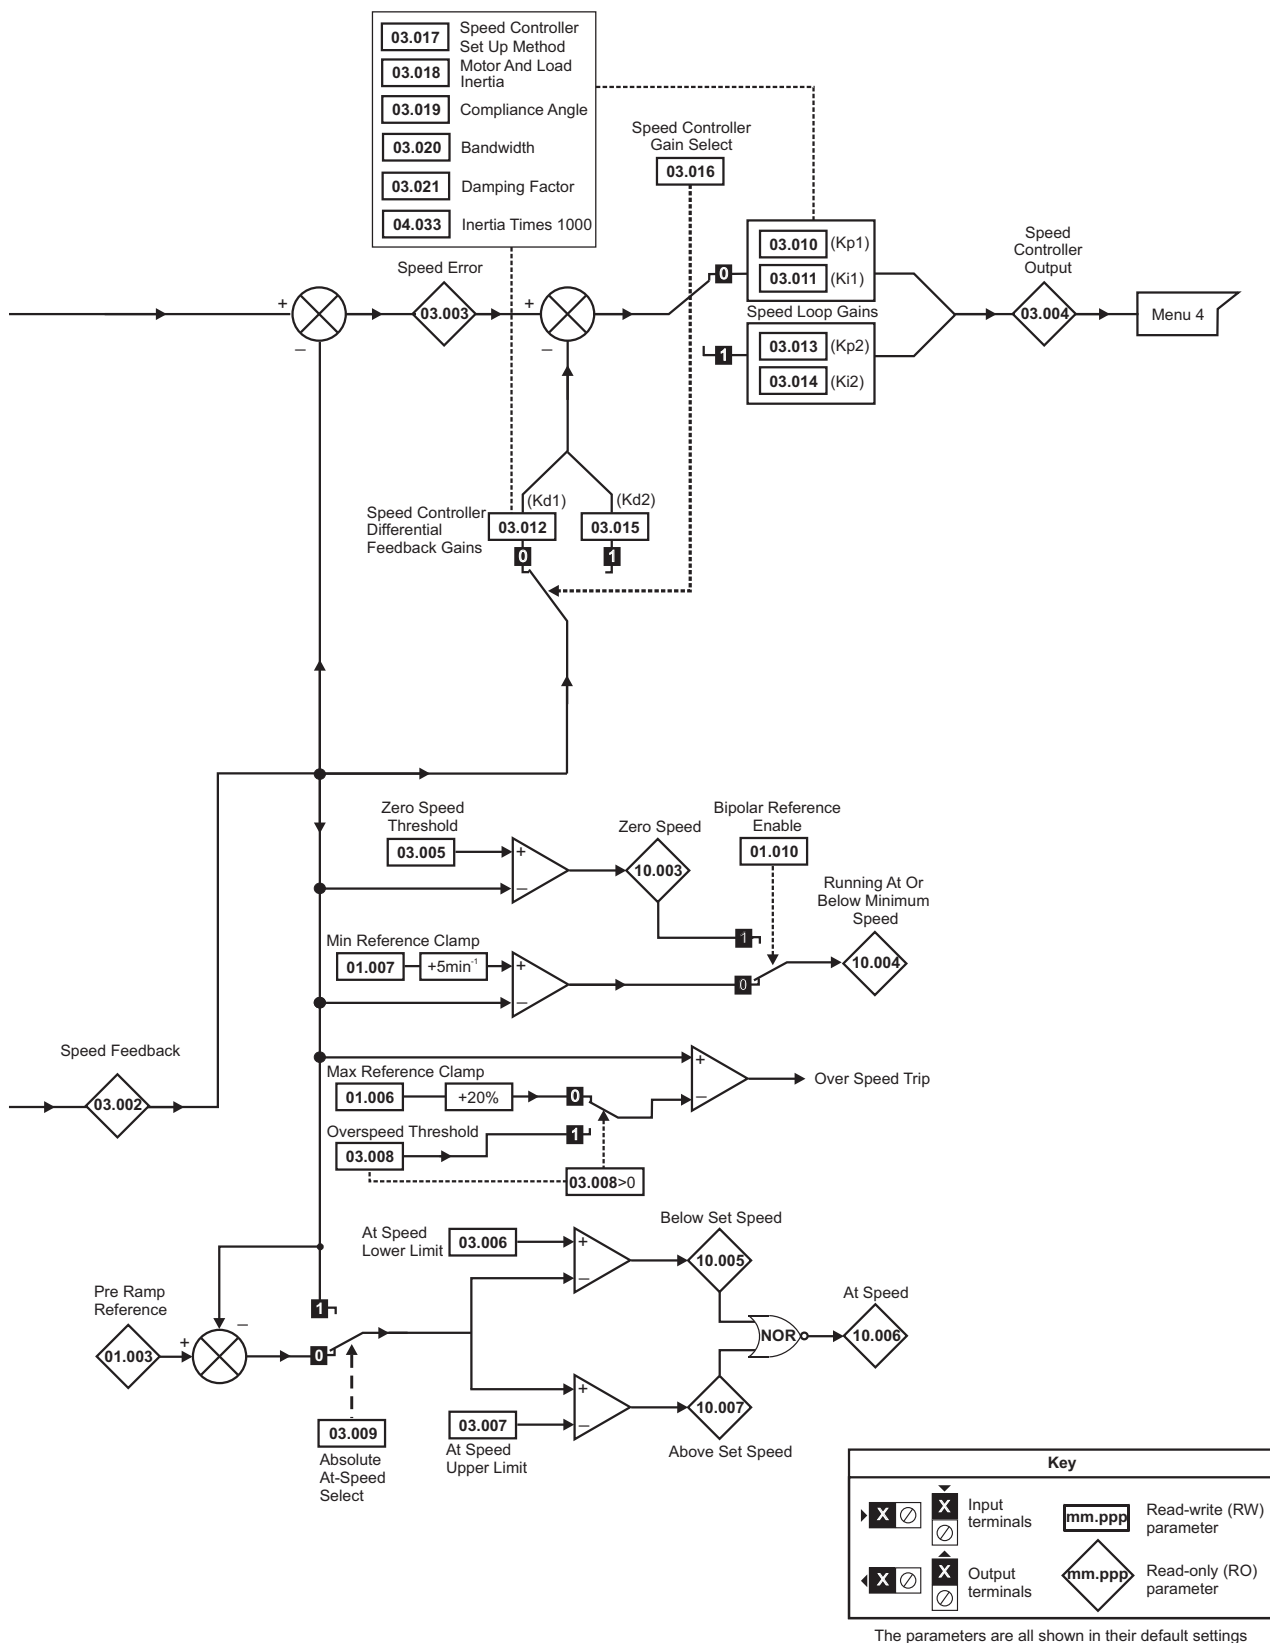 03.017 Speed Controller
Set Up Method
03.018 Motor And Load
Inertia
03.019 Compliance Angle
03.020 Bandwidth
03.021 Damping Factor
04.033 Inertia Times 1000
Speed Controller
Gain Select
03.016
Speed Error
+
03.003
+
–
–
0
03.010 (Kp1)
03.011 (Ki1)
Speed Loop Gains
1
03.013 (Kp2)
03.014 (Ki2)
Speed
Controller
Output
03.004
Menu 4
(Kd1)
(Kd2)
Speed Controller
Differential
Feedback Gains
03.012
03.015
0
1
Zero Speed
Threshold
03.005
+
–
Zero Speed
10.003
Bipolar Reference
Enable
01.010
Running At Or
Below Minimum
Speed
1
10.004
Min Reference Clamp
01.007
+5min⁻¹
+
–
0
Speed Feedback
03.002
Max Reference Clamp
01.006
+20%
0
+
–
Over Speed Trip
Overspeed Threshold
03.008
1
03.008>0
At Speed
Lower Limit
03.006
+
–
Below Set Speed
10.005
Pre Ramp
Reference
01.003
+
–
1
0
NOR
At Speed
10.006
03.009
Absolute
At-Speed
Select
03.007
At Speed
Upper Limit
+
–
10.007
Above Set Speed
Key
X
X
Input
terminals
mm.ppp
Read-write (RW)
parameter
X
X
Output
terminals
mm.ppp
Read-only (RO)
parameter
The parameters are all shown in their default settings